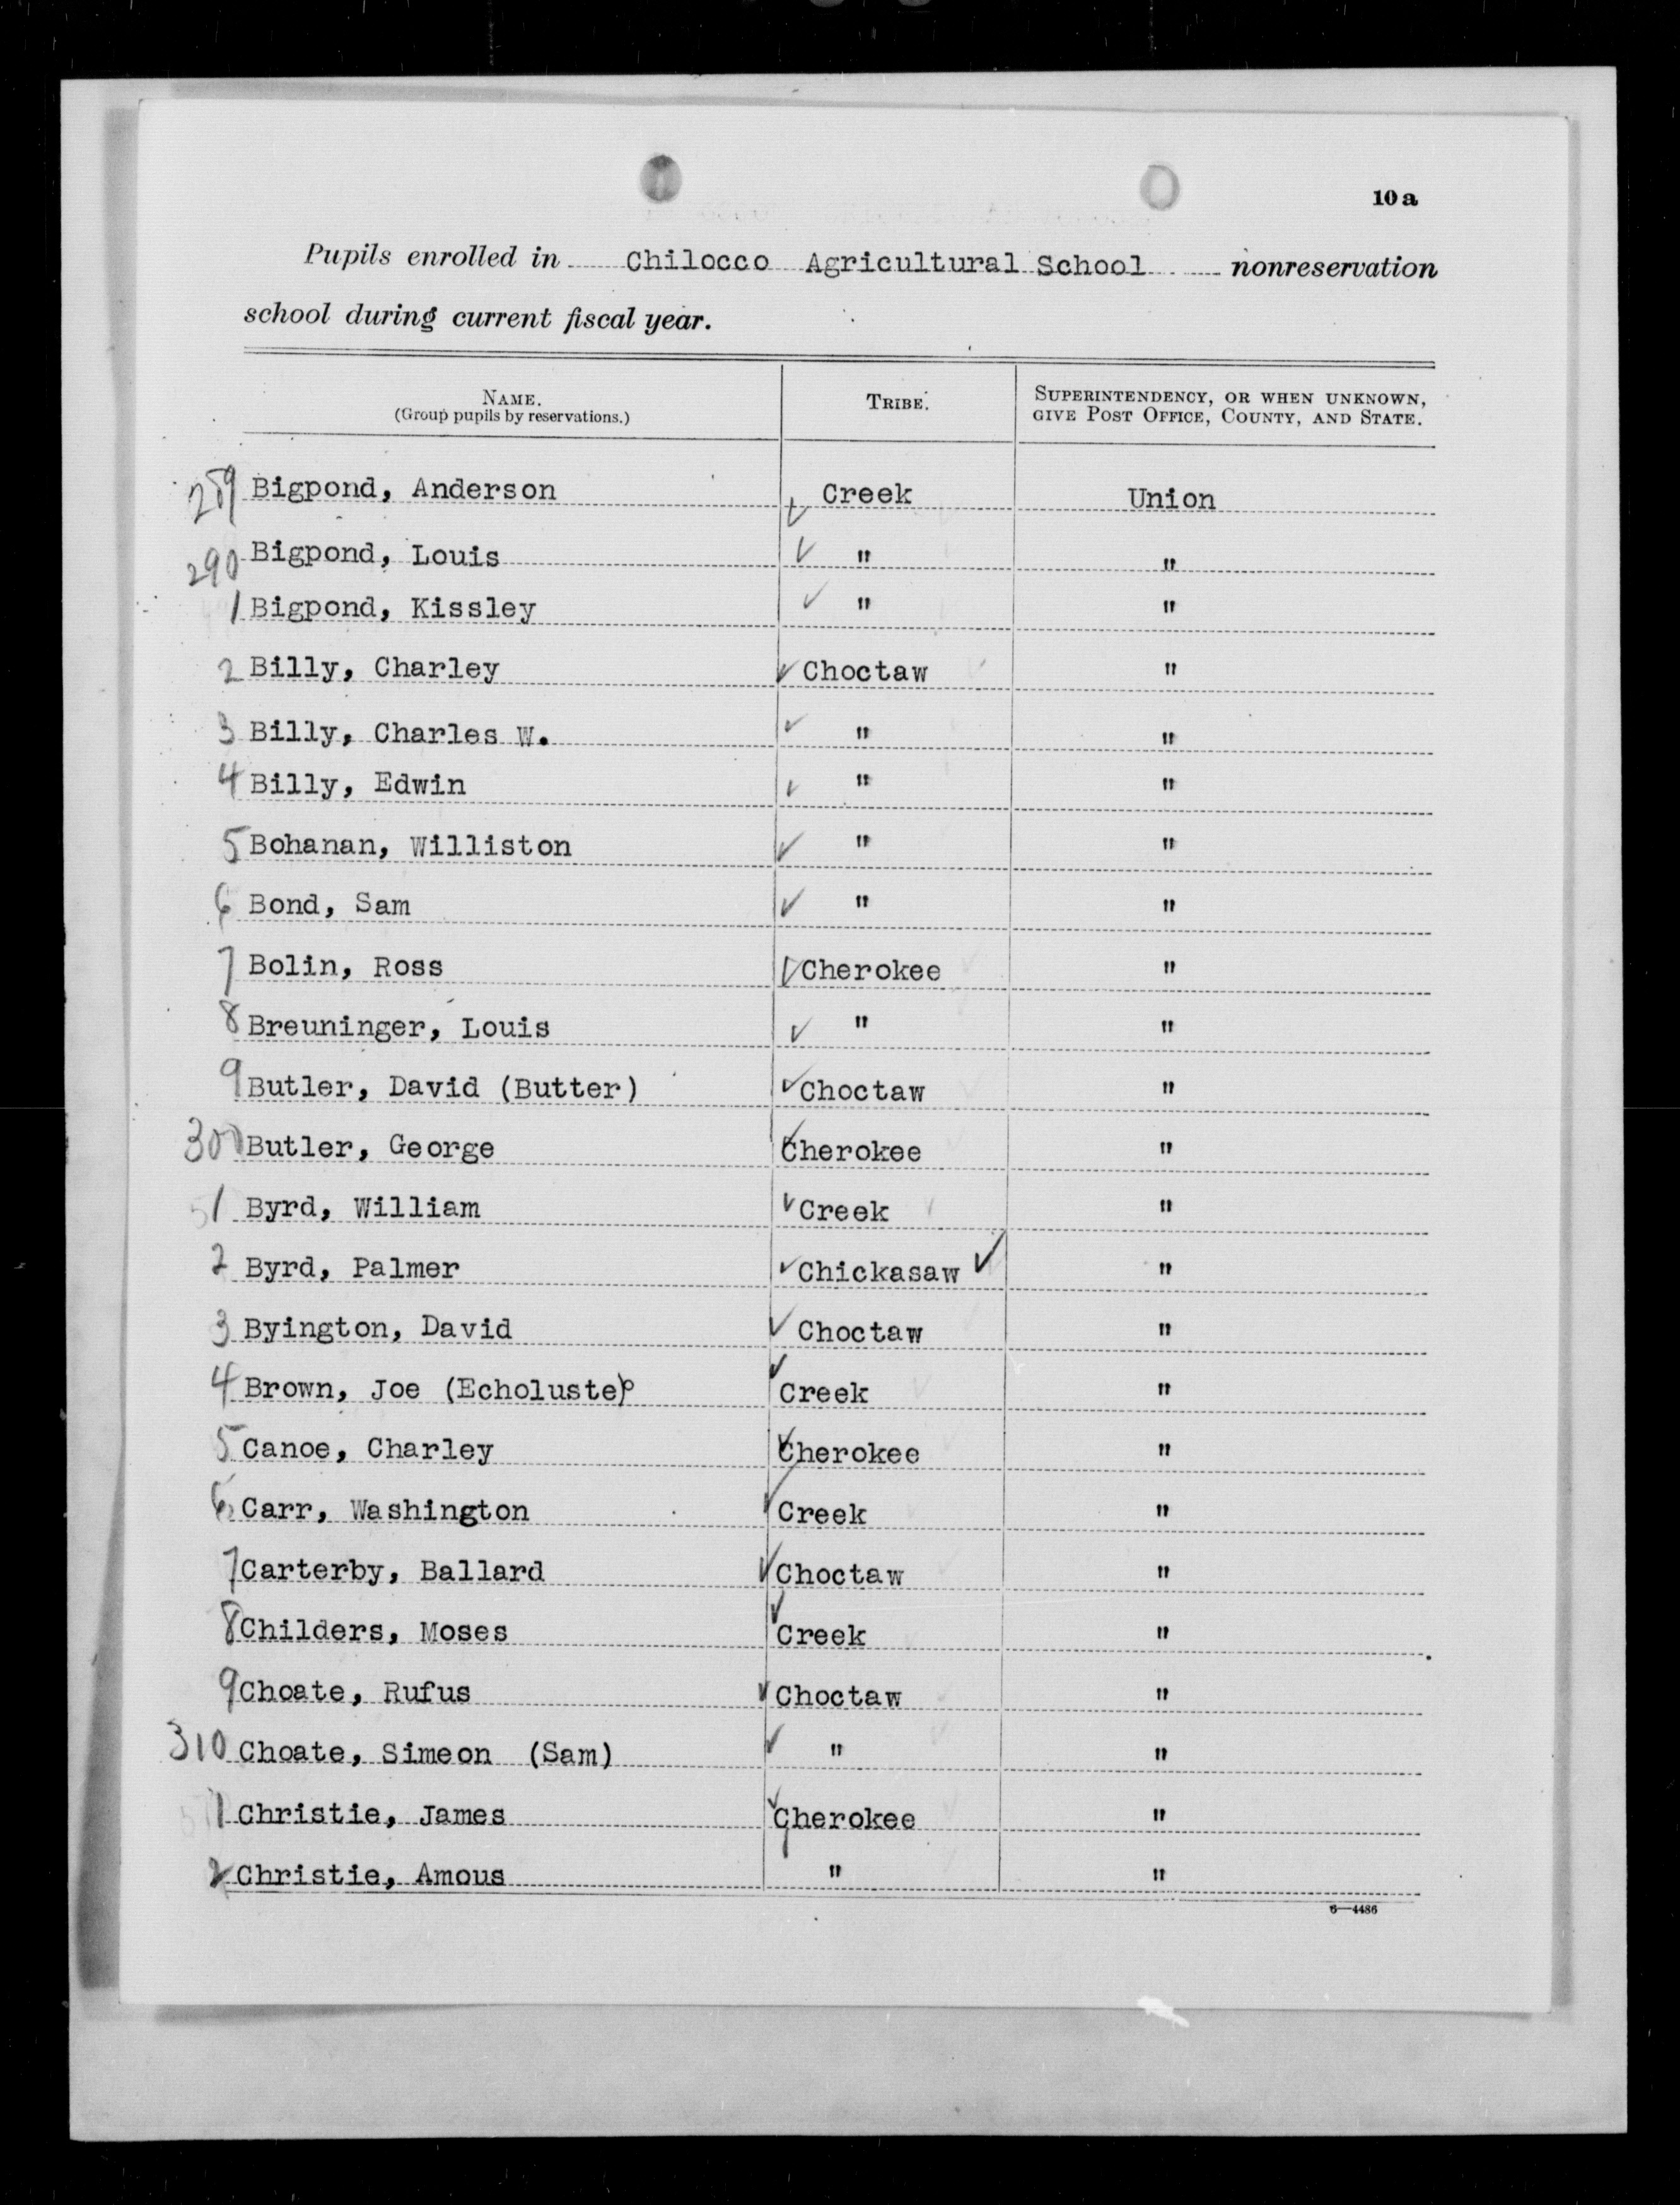 10 a
Pupils enrolled in Chilocco Agricultural School nonreservation
school during current fiscal year.
NAME. TRIBE. SUPERINTENDENCY, OR WHEN UNKNOWN,
(Group pupils by reservations.) GIVE POST OFFICE, COUNTY, AND STATE.
289 Bigpond, Anderson Creek Union
290 Bigpond, Louis " "
1 Bigpond, Kissley " "
2 Billy, Charley Choctaw "
3 Billy, Charles W. " "
4 Billy, Edwin " "
5 Bohanan, Williston " "
6 Bond, Sam " "
7 Bolin, Ross Cherokee "
8 Breuninger, Louis " "
9 Butler, David (Butter) Choctaw "
300 Butler, George Cherokee "
1 Byrd, William Creek "
2 Byrd, Palmer Chickasaw "
3 Byington, David Choctaw "
4 Brown, Joe (Echoluste) Creek "
5 Canoe, Charley Cherokee "
6 Carr, Washington Creek "
7 Carterby, Ballard Choctaw "
8 Childers, Moses Creek "
9 Choate, Rufus Choctaw "
310 Choate, Simeon (Sam) " "
1 Christie, James Cherokee "
2 Christie, Amous " "
6—4486